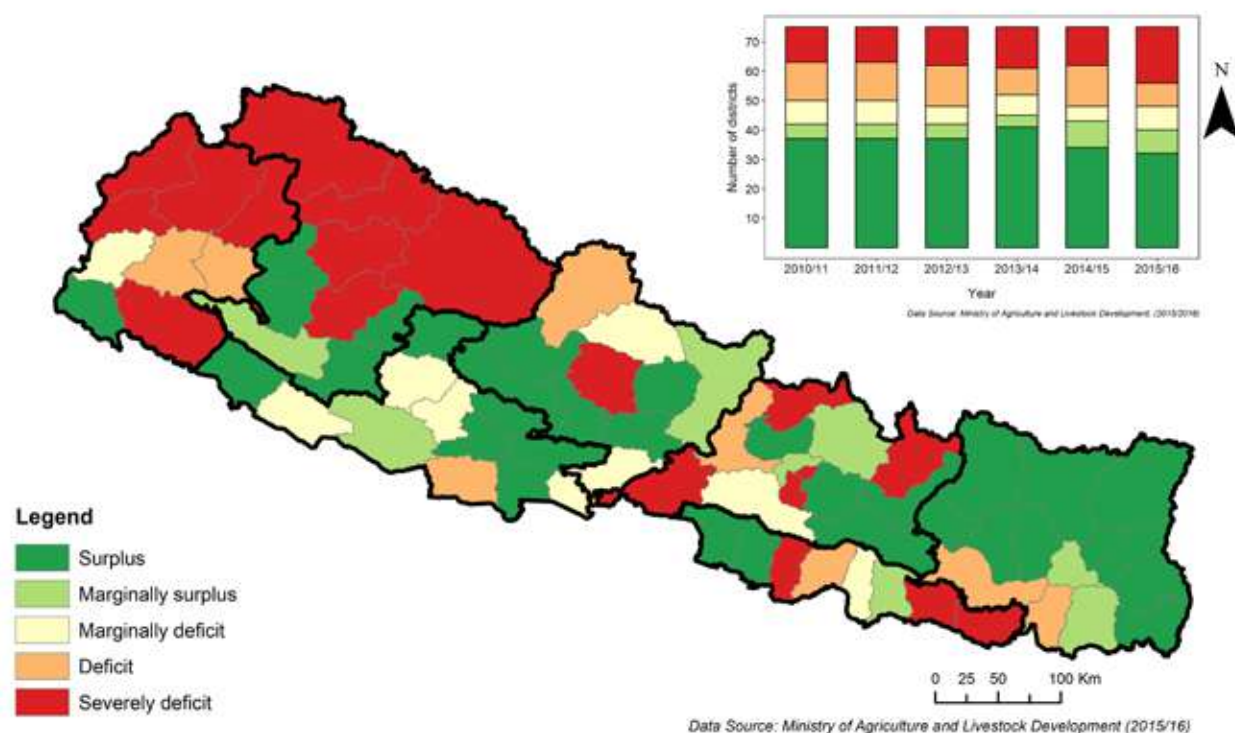 70
60
50
40
30
20
10
Number of districts
2010/11 2011/12 2012/13 2013/14 2014/15 2015/16
Year
Data Source: Ministry of Agriculture and Livestock Development, (2015/2016)
N
Legend
Surplus
Marginally surplus
Marginally deficit
Deficit
Severely deficit
0 25 50 100 Km
Data Source: Ministry of Agriculture and Livestock Development (2015/16)